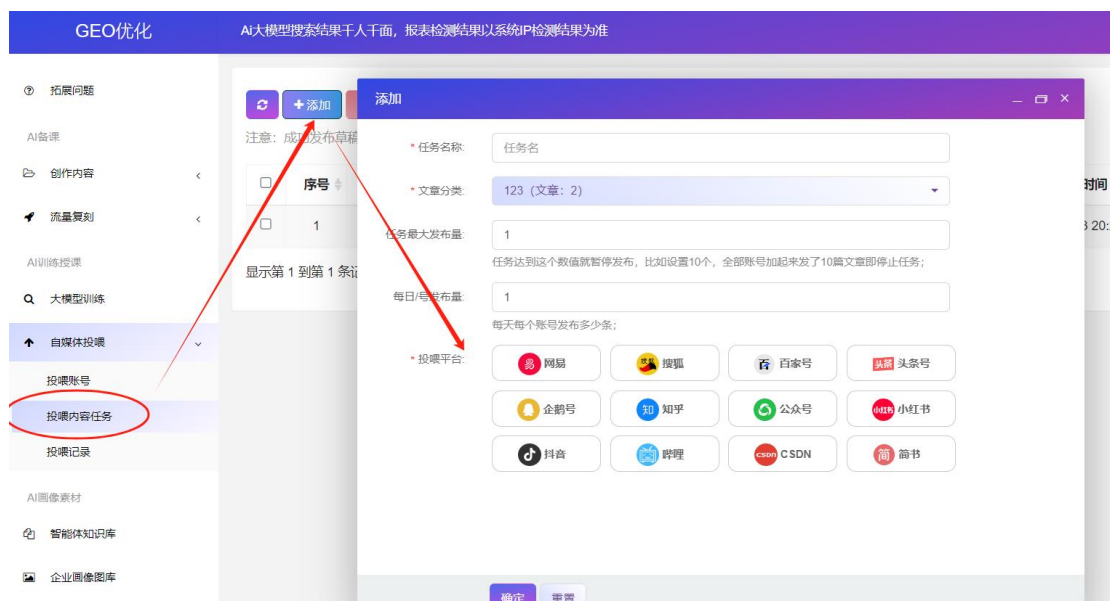 GEO优化
Ai大模型搜索结果千人千面，报表检测结果以系统IP检测结果为准
拓展问题
AI备课
创作内容
流量复刻
AI训练授课
大模型训练
自媒体投喂
投喂账号
投喂内容任务
投喂记录
AI画像素材
智能体知识库
企业画像图库
添加
注意：成功发布草稿
序号
时间
1
3 20:
显示第 1 到第 1 条记
添加
* 任务名称:
任务名
* 文章分类:
123（文章：2）
任务最大发布量:
1
任务达到这个数值就暂停发布，比如设置10个，全部账号加起来发了10篇文章即停止任务；
每日/号发布量:
1
每天每个账号发布多少条；
* 投喂平台:
网易 搜狐 百家号 头条 头条号
企鹅号 知 知乎 公众号 小红书 小红书
抖音 哔哩 CSDN CSDN 简 简书
确定 重置